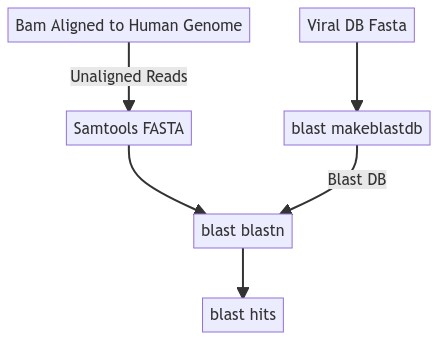 Bam Aligned to Human Genome
Viral DB Fasta
Unaligned Reads
Samtools FASTA
blast makeblastdb
Blast DB
blast blastn
blast hits